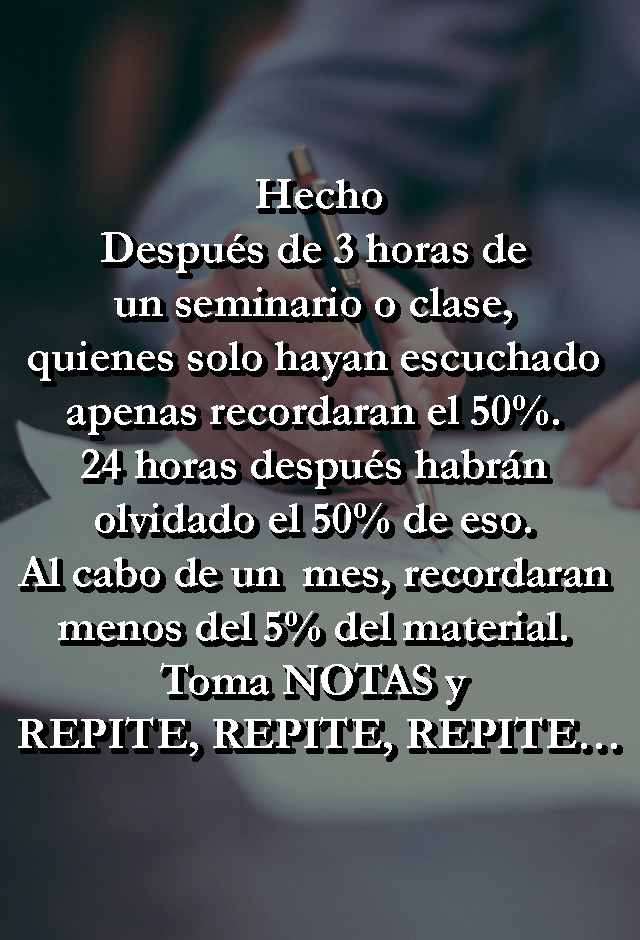 Hecho
Después de 3 horas de
un seminario o clase,
quienes solo hayan escuchado
apenas recordaran el 50%.
24 horas después habrán
olvidado el 50% de eso.
Al cabo de un  mes, recordaran
menos del 5% del material.
Toma NOTAS y
REPITE, REPITE, REPITE...